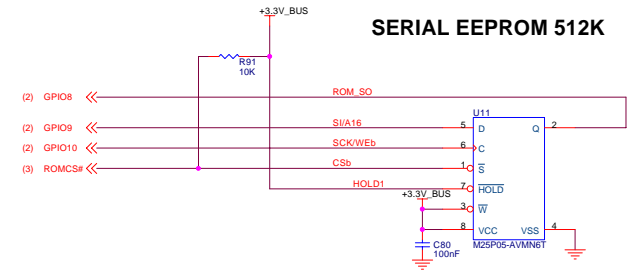 +3.3V_BUS
SERIAL EEPROM 512K
R91
10K
(2) GPIO8 ROM_SO
U11
(2) GPIO9 SI/A16 5 D Q 2
(2) GPIO10 SCK/WEb 6 C
(3) ROMCS# CSb 1 S
HOLD1 7 HOLD
+3.3V_BUS
3 W
8 VCC VSS 4
C80
100nF
M25P05-AVMN6T